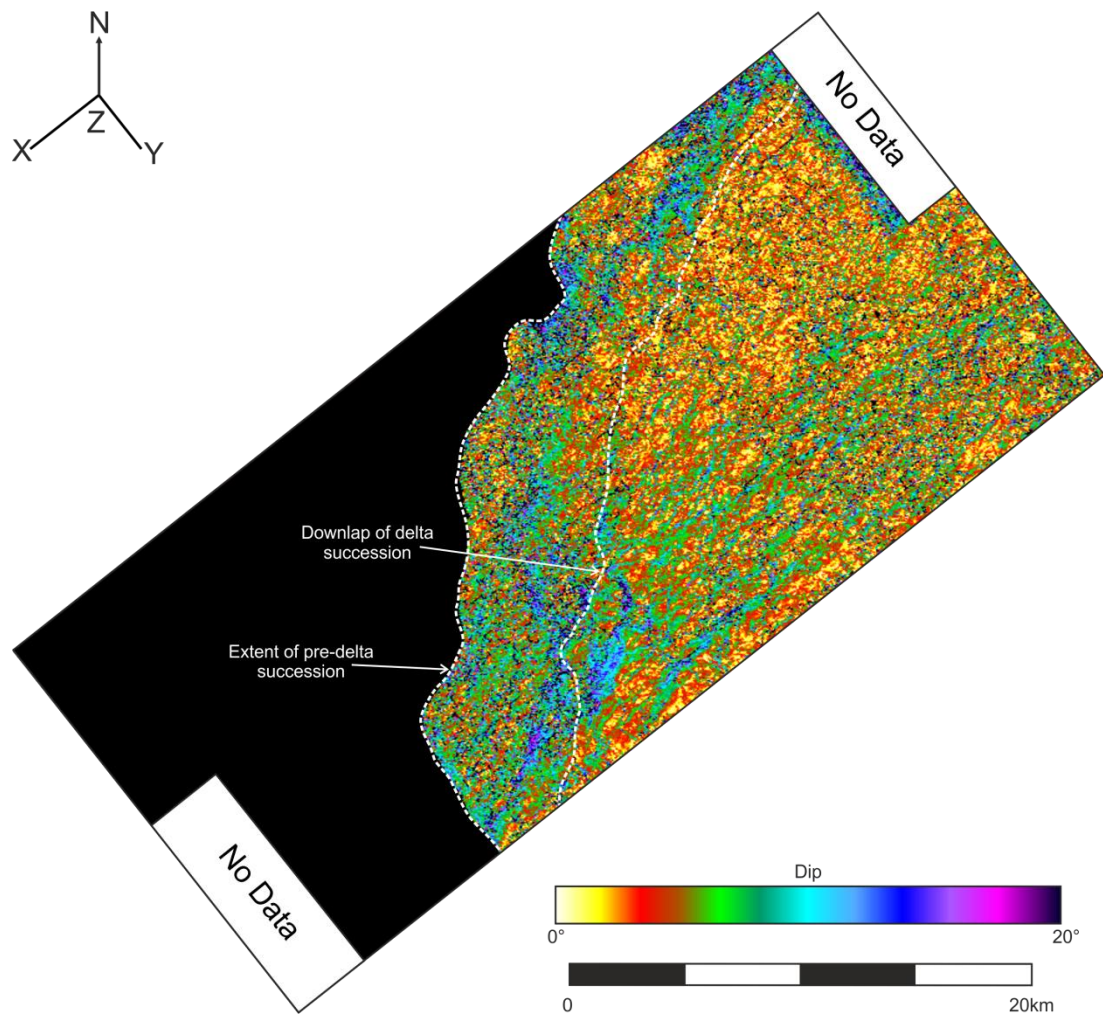 N
X
Z
Y
No Data
Downlap of delta
succession
Extent of pre-delta
succession
No Data
Dip
0°
20°
0
20km